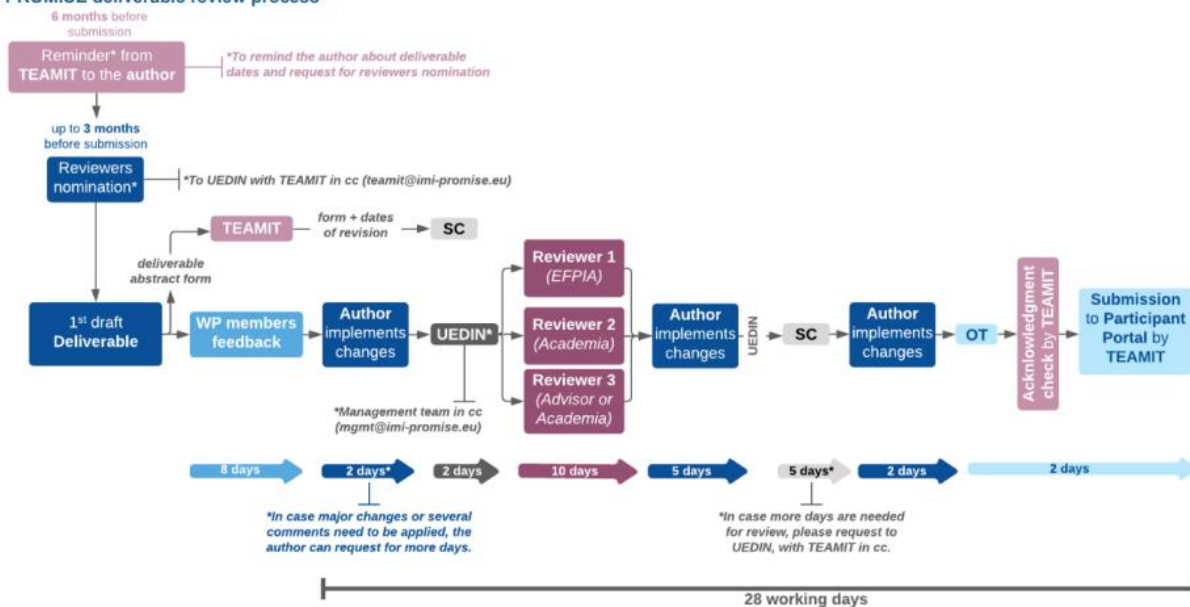 PROMISE deliverable review process
6 months before
submission
Reminder* from
TEAMIT to the author
*To remind the author about deliverable
dates and request for reviewers nomination
up to 3 months
before submission
Reviewers
nomination*
*To UEDIN with TEAMIT in cc (teamit@imi-promise.eu)
TEAMIT
form + dates
of revision
SC
deliverable
abstract form
1st draft
Deliverable
WP members
feedback
Author
implements
changes
UEDIN*
*Management team in cc
(mgmt@imi-promise.eu)
Reviewer 1
(EFPIA)
Reviewer 2
(Academia)
Reviewer 3
(Advisor or
Academia)
Author
implements
changes
UEDIN
SC
Author
implements
changes
OT
Acknowledgment
check by TEAMIT
Submission
to Participant
Portal by
TEAMIT
8 days
2 days*
2 days
10 days
5 days
5 days*
2 days
2 days
*In case major changes or several
comments need to be applied, the
author can request for more days.
*In case more days are needed
for review, please request to
UEDIN, with TEAMIT in cc.
28 working days